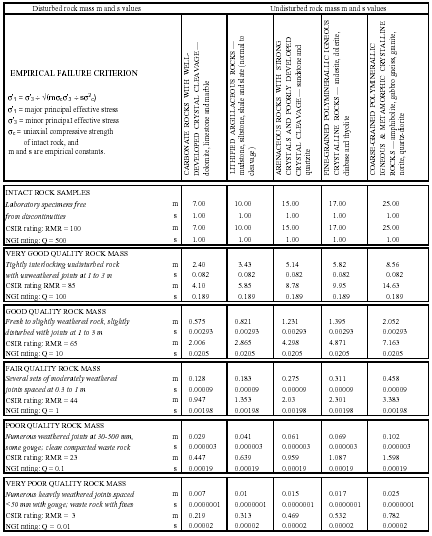 Disturbed rock mass m and s values Undisturbed rock mass m and s values
EMPIRICAL FAILURE CRITERION
σ'₁ = σ'₃ ÷ √(mσcσ'₃ ÷ sσ²c)
σ'₁ = major principal effective stress
σ'₃ = minor principal effective stress
σc = uniaxial compressive strength
of intact rock, and
m and s are empirical constants.
CARBONATE ROCKS WITH WELL-
DEVELOPED CRYSTAL CLEAVAGE —
dolomite, limestone and marble
LITHIFIED ARGILLACEOUS ROCKS —
mudstone, siltstone, shale and slate (normal to
cleavage)
ARENACEOUS ROCKS WITH STRONG
CRYSTALS AND POORLY DEVELOPED
CRYSTAL CLEAVAGE — sandstone and
quartzite
FINE-GRAINED POLYMINERALLIC IGNEOUS
CRYSTALLINE ROCKS — andesite, dolerite,
diabase and rhyolite
COARSE-GRAINED POLYMINERALLIC
IGNEOUS & METAMORPHIC CRYSTALLINE
ROCKS — amphibolite, gabbro gneiss, granite,
norite, quartz-diorite
INTACT ROCK SAMPLES
Laboratory specimens free m 7.00 10.00 15.00 17.00 25.00
from discontinuities s 1.00 1.00 1.00 1.00 1.00
CSIR rating: RMR = 100 m 7.00 10.00 15.00 17.00 25.00
NGI rating: Q = 500 s 1.00 1.00 1.00 1.00 1.00
VERY GOOD QUALITY ROCK MASS
Tightly interlocking undisturbed rock m 2.40 3.43 5.14 5.82 8.56
with unweathered joints at 1 to 3 m s 0.082 0.082 0.082 0.082 0.082
CSIR rating RMR = 85 m 4.10 5.85 8.78 9.95 14.63
NGI rating: Q = 100 s 0.189 0.189 0.189 0.189 0.189
GOOD QUALITY ROCK MASS
Fresh to slightly weathered rock, slightly m 0.575 0.821 1.231 1.395 2.052
disturbed with joints at 1 to 3 m s 0.00293 0.00293 0.00293 0.00293 0.00293
CSIR rating: RMR = 65 m 2.006 2.865 4.298 4.871 7.163
NGI rating: Q = 10 s 0.0205 0.0205 0.0205 0.0205 0.0205
FAIR QUALITY ROCK MASS
Several sets of moderately weathered m 0.128 0.183 0.275 0.311 0.458
joints spaced at 0.3 to 1 m s 0.00009 0.00009 0.00009 0.00009 0.00009
CSIR rating: RMR = 44 m 0.947 1.353 2.03 2.301 3.383
NGI rating: Q = 1 s 0.00198 0.00198 0.00198 0.00198 0.00198
POOR QUALITY ROCK MASS
Numerous weathered joints at 30-500 mm, m 0.029 0.041 0.061 0.069 0.102
some gouge; clean compacted waste rock s 0.000003 0.000003 0.000003 0.000003 0.000003
CSIR rating: RMR = 23 m 0.447 0.639 0.959 1.087 1.598
NGI rating: Q = 0.1 s 0.00019 0.00019 0.00019 0.00019 0.00019
VERY POOR QUALITY ROCK MASS
Numerous heavily weathered joints spaced m 0.007 0.01 0.015 0.017 0.025
<50 mm with gouge; waste rock with fines s 0.0000001 0.0000001 0.0000001 0.0000001 0.0000001
CSIR rating: RMR = 3 m 0.219 0.313 0.469 0.532 0.782
NGI rating: Q = 0.01 s 0.00002 0.00002 0.00002 0.00002 0.00002